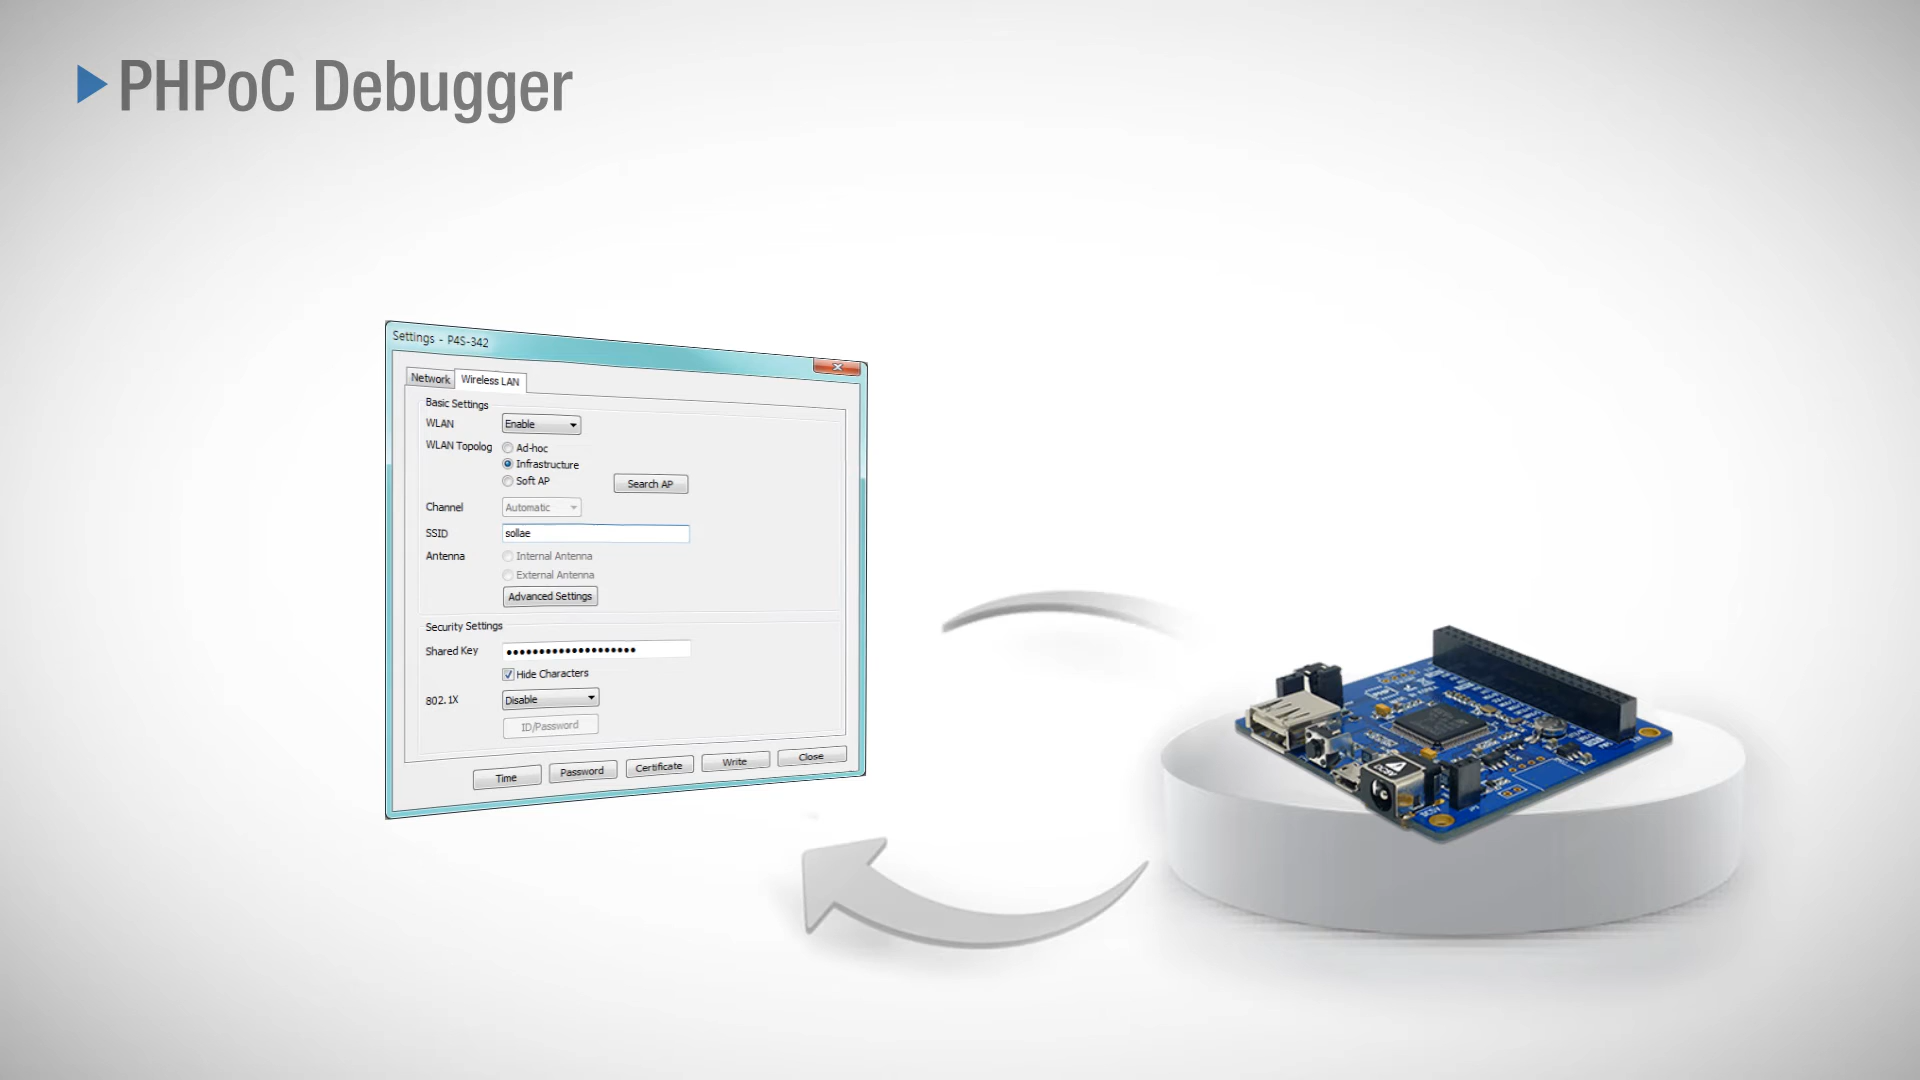 PHPoC Debugger
Settings - P4S-342
Network Wireless LAN
Basic Settings
WLAN Enable
WLAN Topolog Ad-hoc
Infrastructure
Soft AP Search AP
Channel Automatic
SSID sollae
Antenna Internal Antenna
External Antenna
Advanced Settings
Security Settings
Shared Key ••••••••••••••••••••
Hide Characters
802.1X Disable
ID/Password
Time Password Certificate Write Close
DC5V